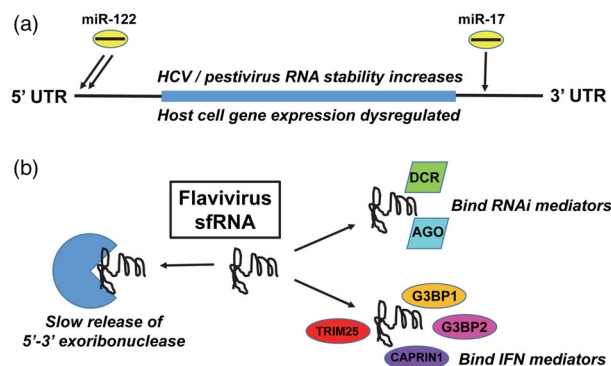 (a)
miR-122
miR-17
HCV / pestivirus RNA stability increases
5' UTR
3' UTR
Host cell gene expression dysregulated
(b)
Flavivirus
sfRNA
DCR
Bind RNAi mediators
AGO
Slow release of
5'-3' exoribonuclease
G3BP1
TRIM25
G3BP2
CAPRIN1
Bind IFN mediators